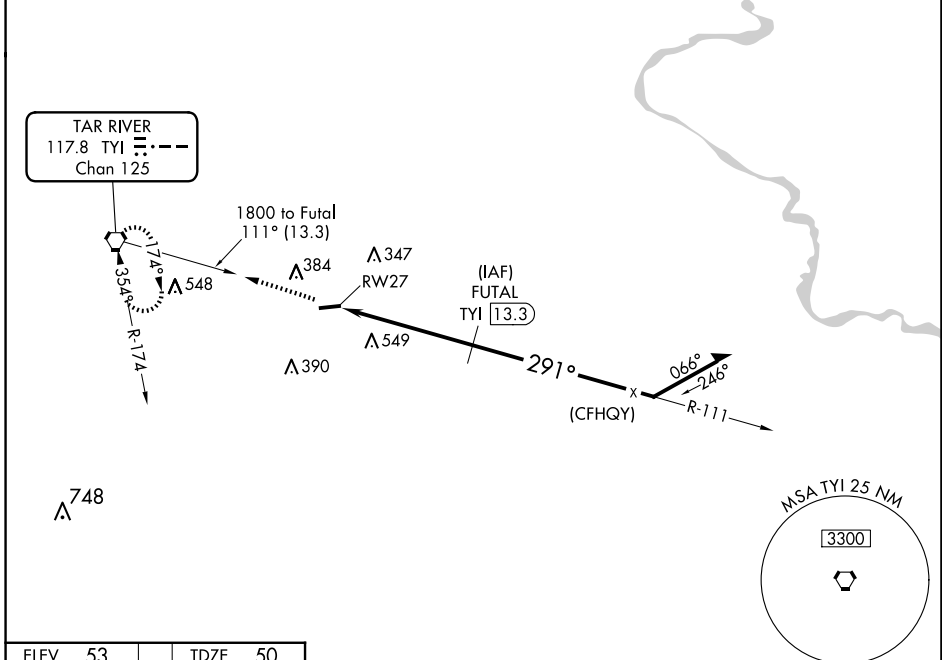 TAR RIVER
117.8 TYI
Chan 125
1800 to Futal
111° (13.3)
347
384
RW27
(IAF)
FUTAL
TYI 13.3
174°
548
354°
R-174
549
390
291°
066°
246°
(CFHQY)
R-111
748
MSA TYI 25 NM
3300
ELEV 53
TDZE 50